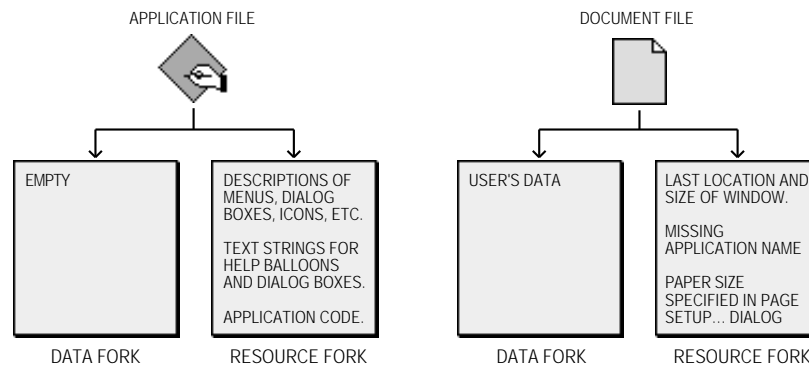 APPLICATION FILE
EMPTY
DESCRIPTIONS OF
MENUS, DIALOG
BOXES, ICONS, ETC.
TEXT STRINGS FOR
HELP BALLOONS
AND DIALOG BOXES.
APPLICATION CODE.
DATA FORK
RESOURCE FORK
DOCUMENT FILE
USER'S DATA
LAST LOCATION AND
SIZE OF WINDOW.
MISSING
APPLICATION NAME
PAPER SIZE
SPECIFIED IN PAGE
SETUP... DIALOG
DATA FORK
RESOURCE FORK